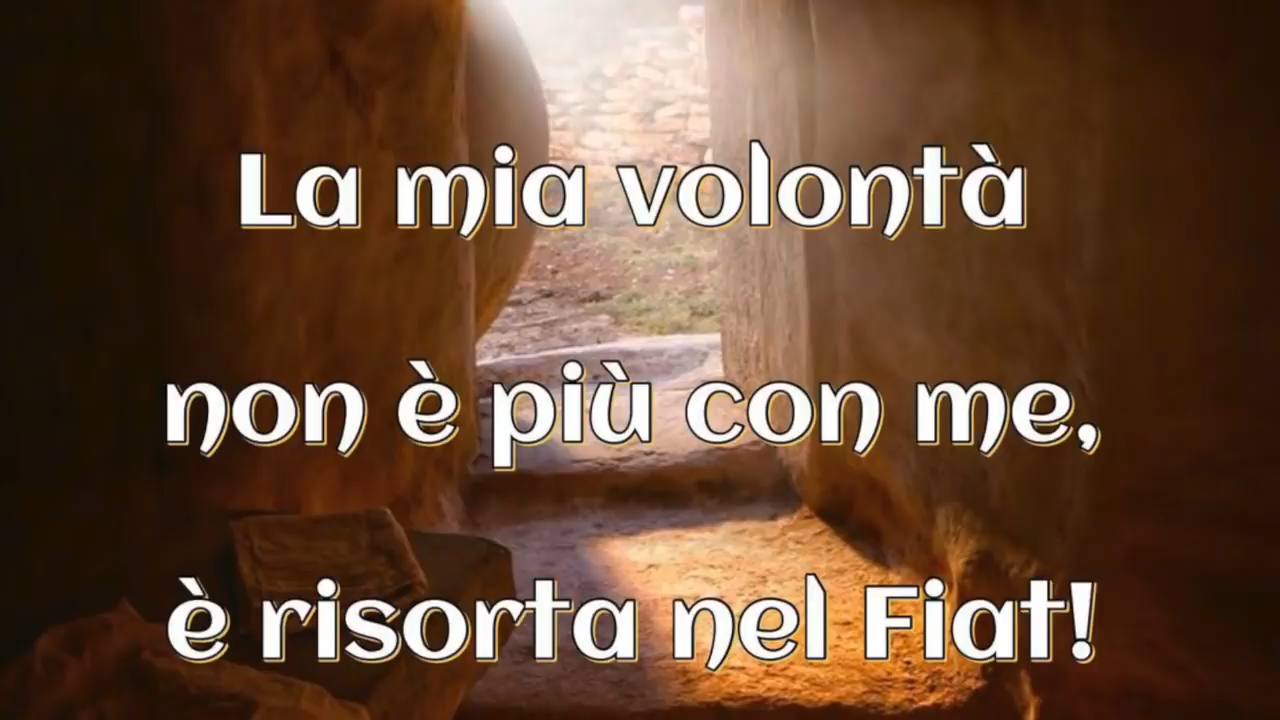 La mia volontà
non è più con me,
è risorta nel Fiat!